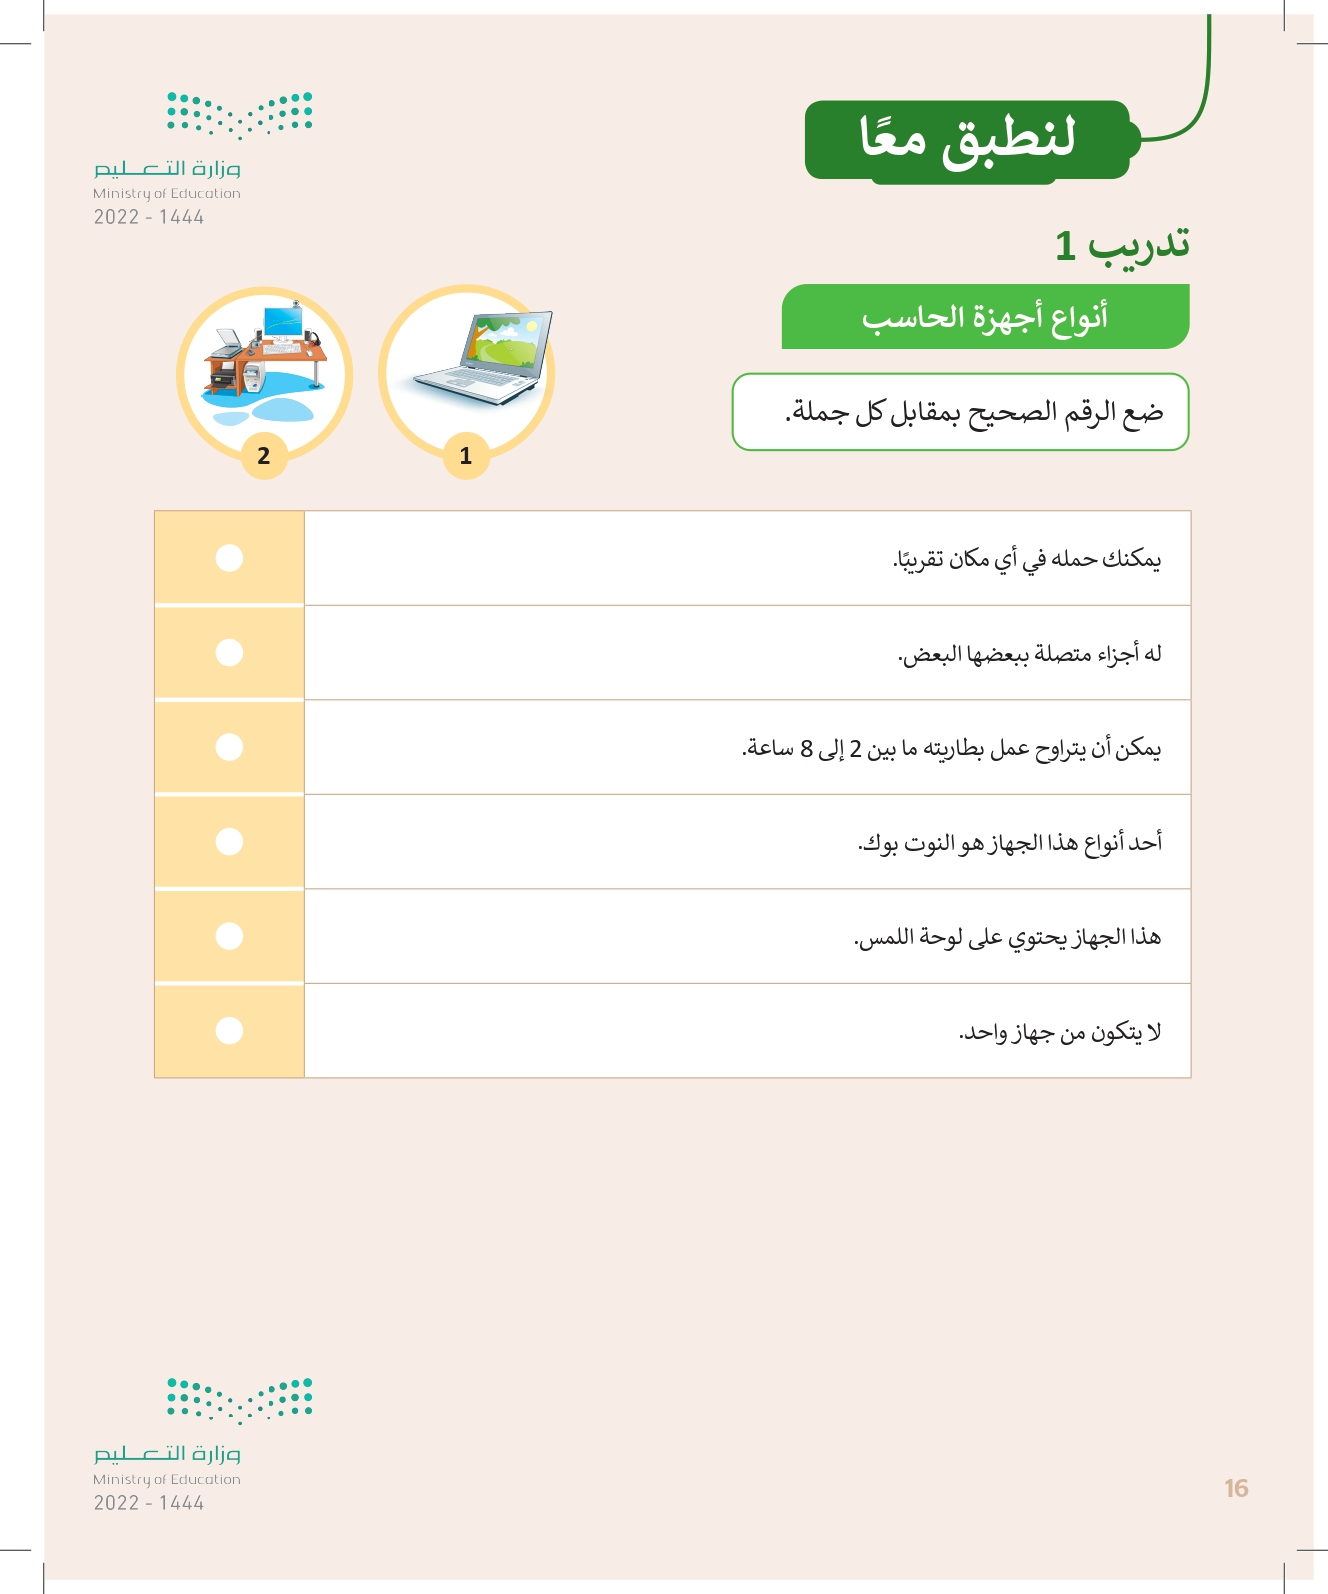 وزارة التعليم
Ministry of Education
2022 - 1444
لنطبق معًا
تدريب 1
أنواع أجهزة الحاسب
ضع الرقم الصحيح بمقابل كل جملة.
1
2
يمكنك حمله في أي مكان تقريبًا.
له أجزاء متصلة ببعضها البعض.
يمكن أن يتراوح عمل بطاريته ما بين 2 إلى 8 ساعة.
أحد أنواع هذا الجهاز هو النوت بوك.
هذا الجهاز يحتوي على لوحة اللمس.
لا يتكون من جهاز واحد.
وزارة التعليم
Ministry of Education
2022 - 1444
16